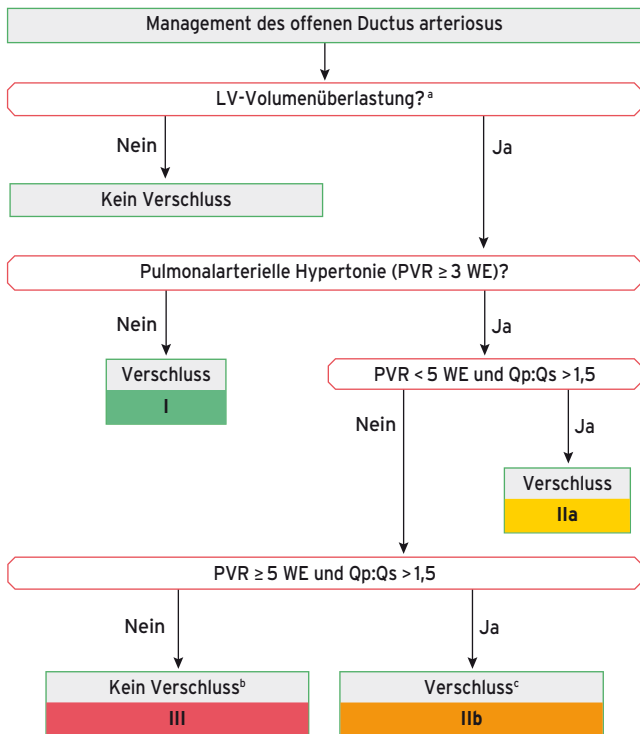 Management des offenen Ductus arteriosus
LV-Volumenüberlastung? a
Nein
Ja
Kein Verschluss
Pulmonalarterielle Hypertonie (PVR ≥ 3 WE)?
Nein
Ja
Verschluss
I
PVR < 5 WE und Qp:Qs > 1,5
Nein
Ja
Verschluss
IIa
PVR ≥ 5 WE und Qp:Qs > 1,5
Nein
Ja
Kein Verschluss b
III
Verschluss c
IIb